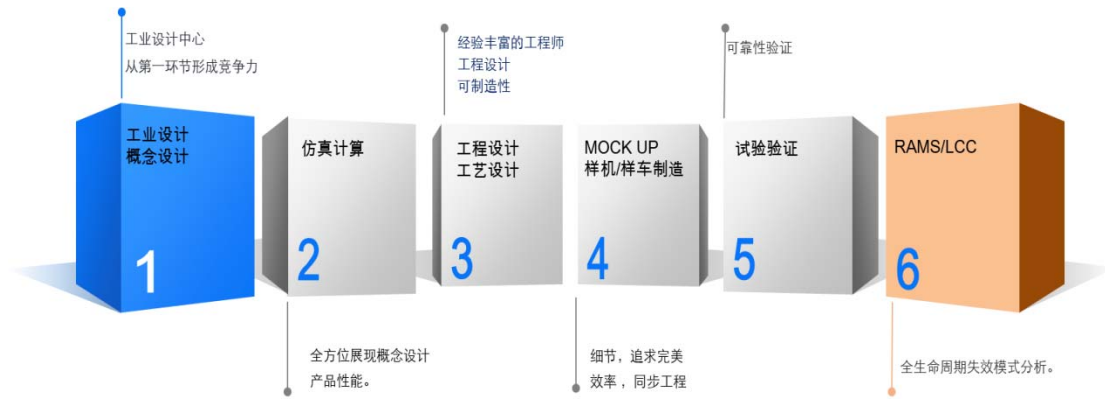 工业设计中心
从第一环节形成竞争力
经验丰富的工程师
工程设计
可制造性
可靠性验证
工业设计
概念设计
1
仿真计算
2
工程设计
工艺设计
3
MOCK UP
样机/样车制造
4
试验验证
5
RAMS/LCC
6
全方位展现概念设计
产品性能。
细节，追求完美
效率，同步工程
全生命周期失效模式分析。